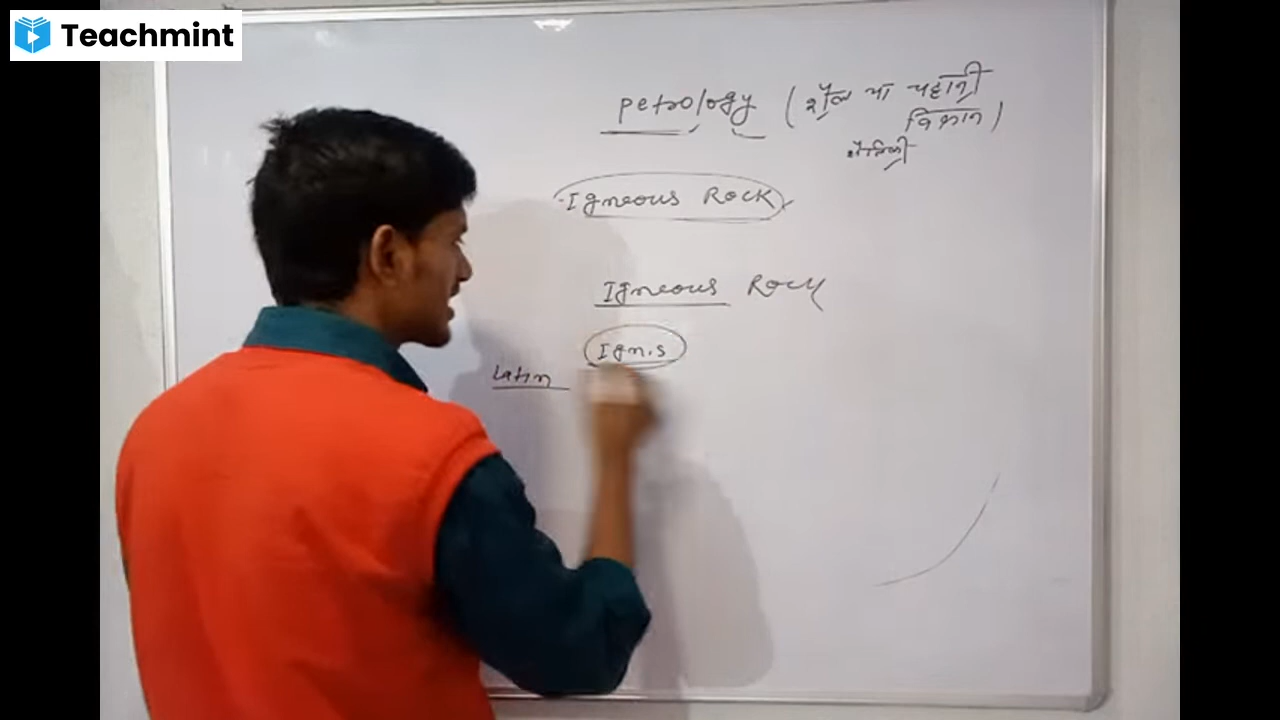 Teachmint
Petrology (शैल या चट्टानी
विज्ञान)
शैलिकी
Igneous Rock
Igneous Rock
Ignis
Latin